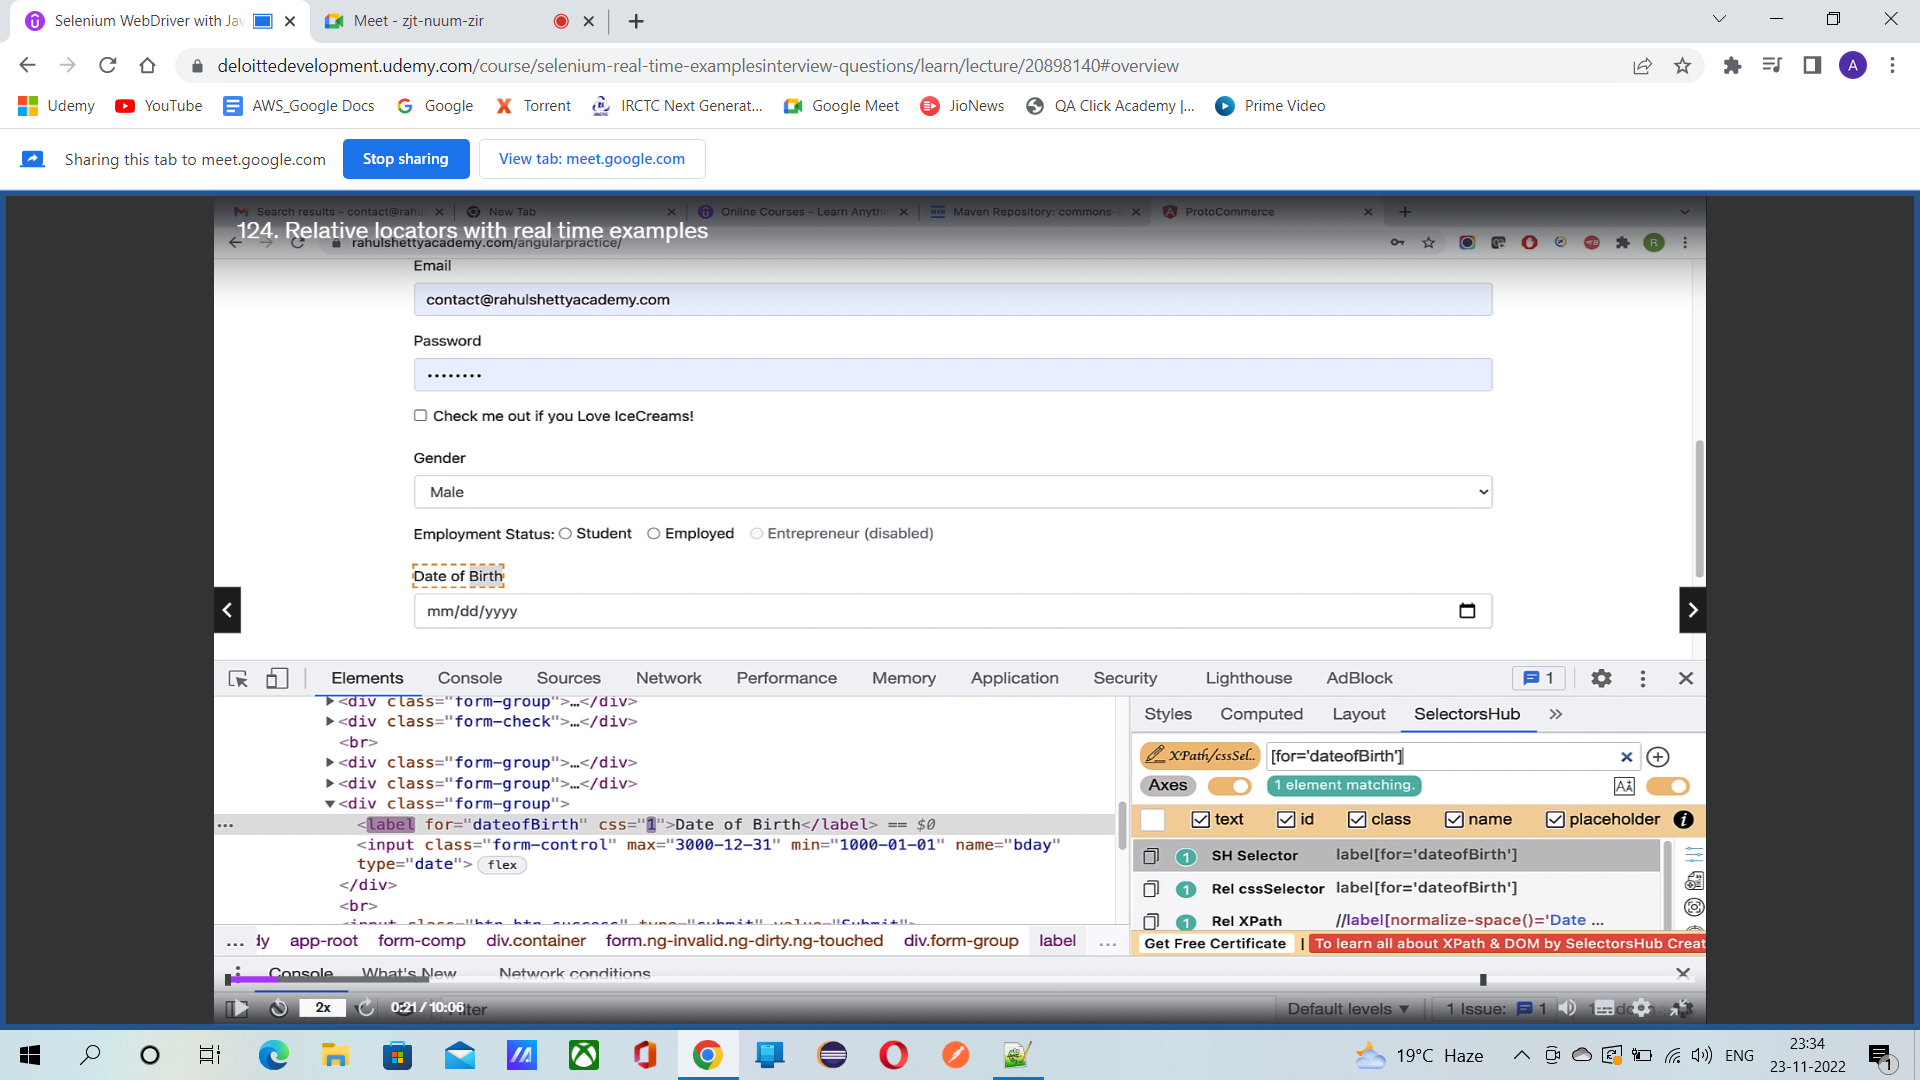 Selenium WebDriver with Jav
Meet - zjt-nuum-zir
deloittedevelopment.udemy.com/course/selenium-real-time-examplesinterview-questions/learn/lecture/20898140#overview
A
Udemy YouTube AWS_Google Docs Google Torrent IRCTC Next Generat... Google Meet JioNews QA Click Academy |... Prime Video
Sharing this tab to meet.google.com Stop sharing View tab: meet.google.com
Search results - contact@rahu New Tab Online Courses - Learn Anythi Maven Repository: commons- ProtoCommerce
124. Relative locators with real time examples
rahulshettyacademy.com/angularpractice/
R
Email
contact@rahulshettyacademy.com
Password
••••••••
Check me out if you Love IceCreams!
Gender
Male
Employment Status: Student Employed Entrepreneur (disabled)
Date of Birth
mm/dd/yyyy
Elements Console Sources Network Performance Memory Application Security Lighthouse AdBlock 1
<div class="form-group">…</div>
<div class="form-check">…</div>
<br>
<div class="form-group">…</div>
<div class="form-group">…</div>
<div class="form-group">
<label for="dateofBirth" css="1">Date of Birth</label> == $0
<input class="form-control" max="3000-12-31" min="1000-01-01" name="bday"
type="date"> flex
</div>
<br>
<input class="btn btn-success" type="submit" value="Submit">
... dy app-root form-comp div.container form.ng-invalid.ng-dirty.ng-touched div.form-group label ...
Styles Computed Layout SelectorsHub
XPath/cssSel.. [for='dateofBirth']
Axes 1 element matching.
text id class name placeholder
1 SH Selector label[for='dateofBirth']
1 Rel cssSelector label[for='dateofBirth']
1 Rel XPath //label[normalize-space()='Date ...
Get Free Certificate | To learn all about XPath & DOM by SelectorsHub Creat
Console What's New Network conditions
2x 0:21 / 10:06 Default levels 1 Issue: 1
19°C Haze ENG
23:34
23-11-2022
1